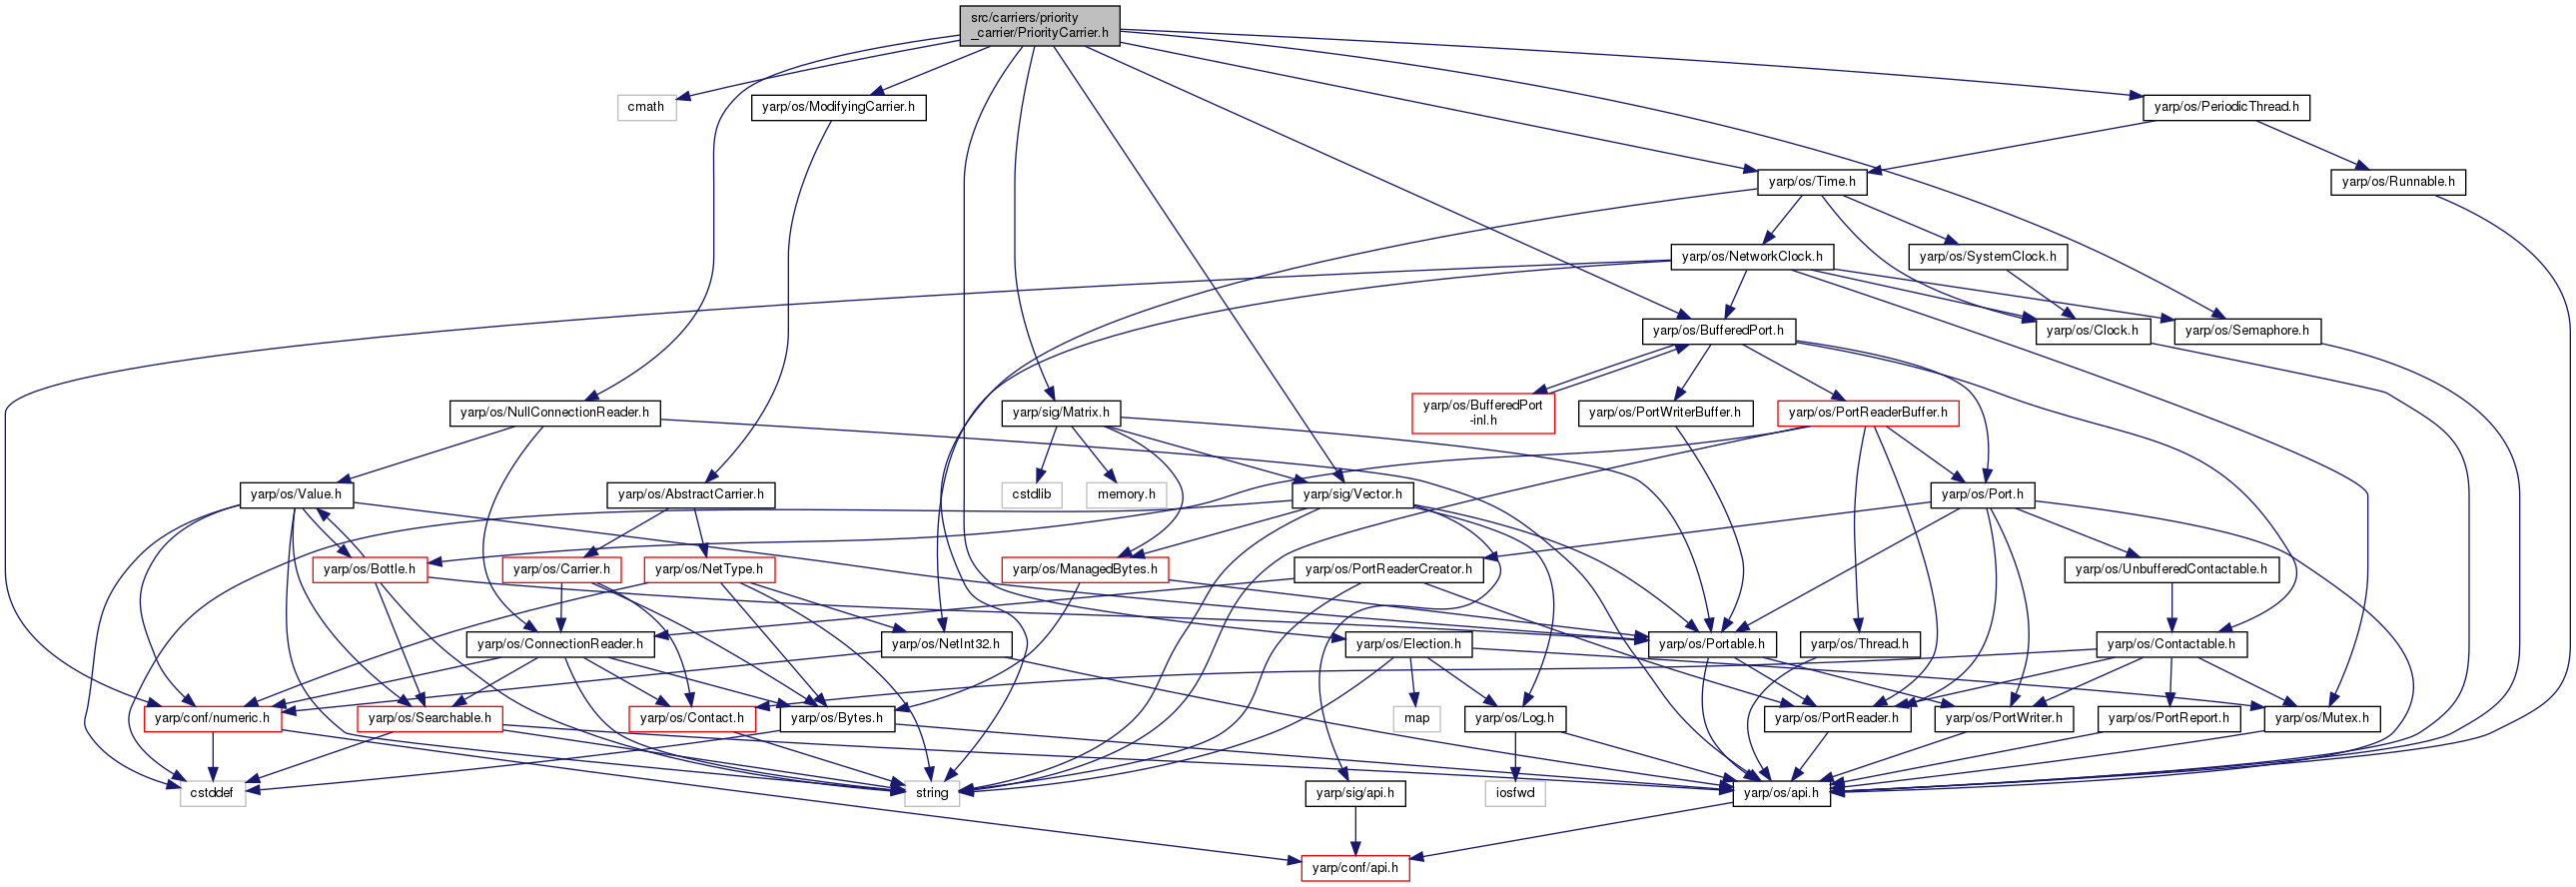 src/carriers/priority
_carrier/PriorityCarrier.h
cmath
yarp/os/ModifyingCarrier.h
yarp/os/PeriodicThread.h
yarp/os/Time.h
yarp/os/Runnable.h
yarp/os/NetworkClock.h
yarp/os/SystemClock.h
yarp/os/BufferedPort.h
yarp/os/Clock.h
yarp/os/Semaphore.h
yarp/os/NullConnectionReader.h
yarp/sig/Matrix.h
yarp/os/BufferedPort
-inl.h
yarp/os/PortWriterBuffer.h
yarp/os/PortReaderBuffer.h
yarp/os/Value.h
yarp/os/AbstractCarrier.h
cstdlib
memory.h
yarp/sig/Vector.h
yarp/os/Port.h
yarp/os/Bottle.h
yarp/os/Carrier.h
yarp/os/NetType.h
yarp/os/ManagedBytes.h
yarp/os/PortReaderCreator.h
yarp/os/UnbufferedContactable.h
yarp/os/ConnectionReader.h
yarp/os/NetInt32.h
yarp/os/Election.h
yarp/os/Portable.h
yarp/os/Thread.h
yarp/os/Contactable.h
yarp/conf/numeric.h
yarp/os/Searchable.h
yarp/os/Contact.h
yarp/os/Bytes.h
map
yarp/os/Log.h
yarp/os/PortReader.h
yarp/os/PortWriter.h
yarp/os/PortReport.h
yarp/os/Mutex.h
cstddef
string
yarp/sig/api.h
iosfwd
yarp/os/api.h
yarp/conf/api.h